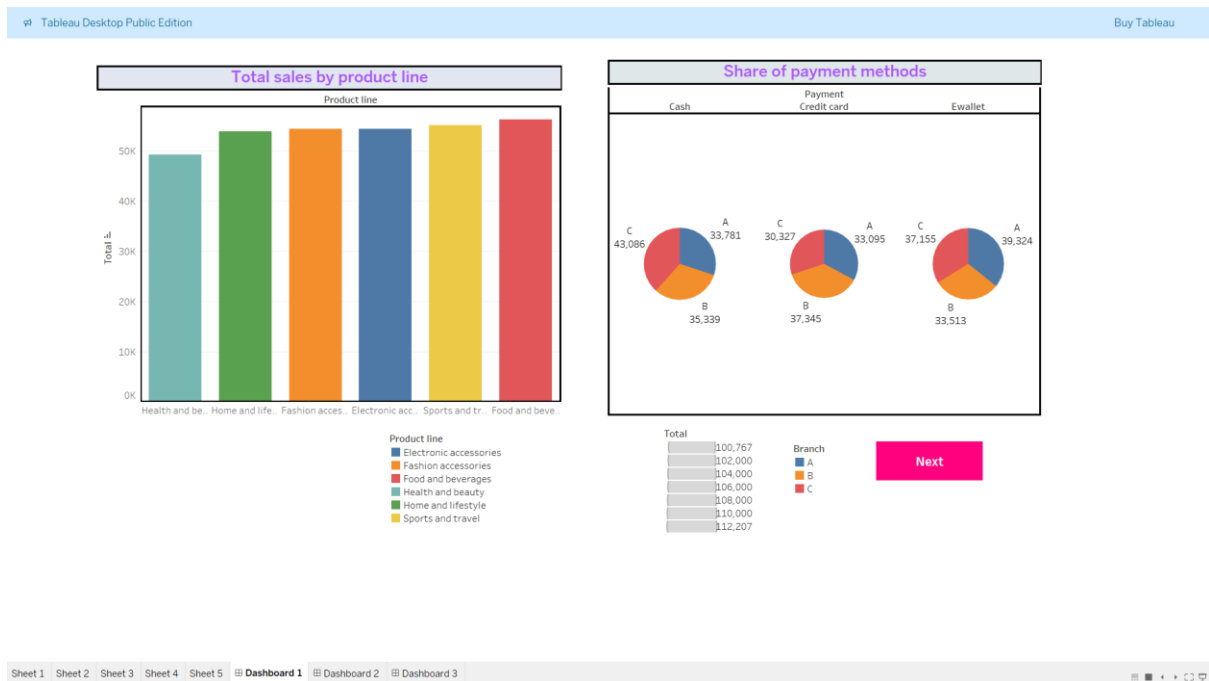 Tableau Desktop Public Edition
Buy Tableau
Total sales by product line
Product line
Total
50K
40K
30K
20K
10K
0K
Health and be..
Home and life..
Fashion acces..
Electronic acc..
Sports and tr..
Food and beve..
Product line
Electronic accessories
Fashion accessories
Food and beverages
Health and beauty
Home and lifestyle
Sports and travel
Share of payment methods
Payment
Cash
Credit card
Ewallet
C
43,086
A
33,781
B
35,339
C
30,327
A
33,095
B
37,345
C
37,155
A
39,324
B
33,513
Total
100,767
102,000
104,000
106,000
108,000
110,000
112,207
Branch
A
B
C
Next
Sheet 1
Sheet 2
Sheet 3
Sheet 4
Sheet 5
Dashboard 1
Dashboard 2
Dashboard 3